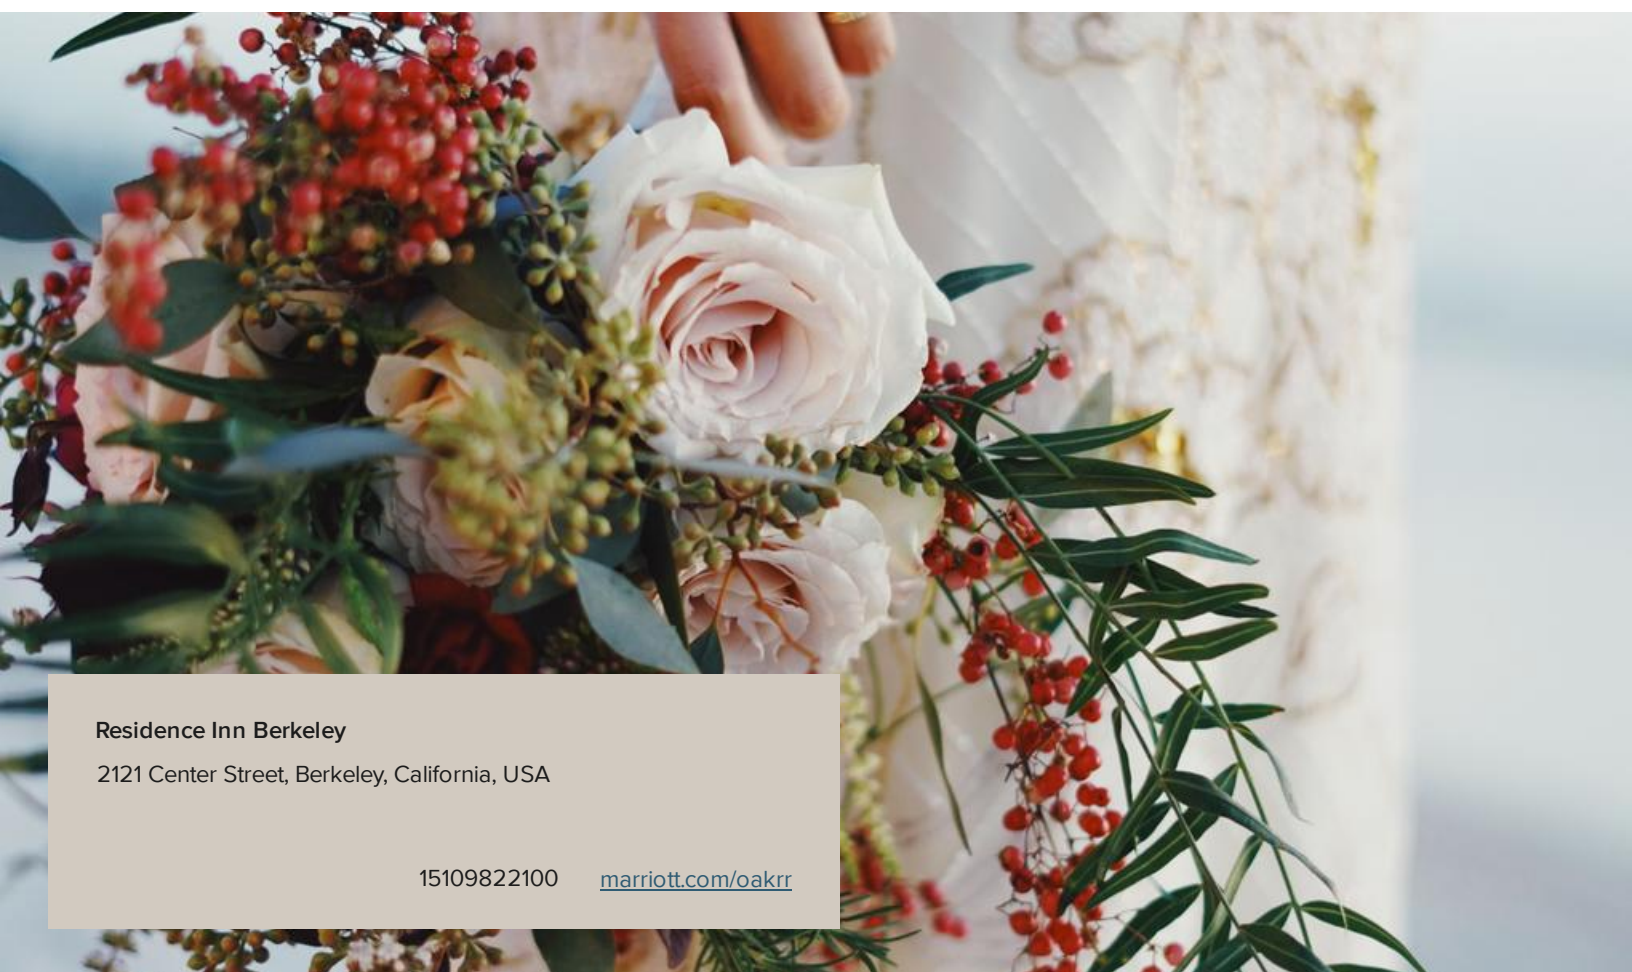 Residence Inn Berkeley
2121 Center Street, Berkeley, California, USA
15109822100 marriott.com/oakrr